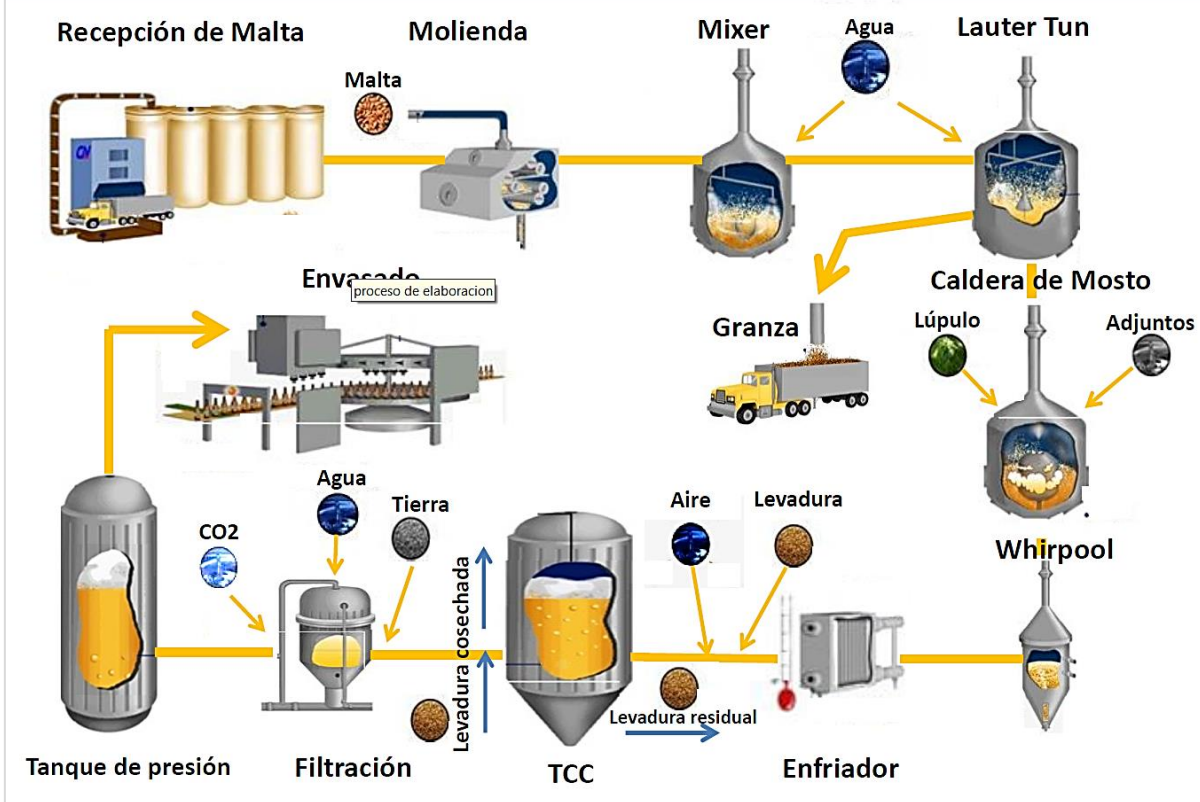 Recepción de Malta
Molienda
Mixer
Agua
Lauter Tun
Malta
Envasado
proceso de elaboracion
Granza
Caldera de Mosto
Lúpulo
Adjuntos
Agua
Tierra
CO2
Levadura cosechada
Aire
Levadura
Whirpool
Levadura residual
Tanque de presión
Filtración
TCC
Enfriador